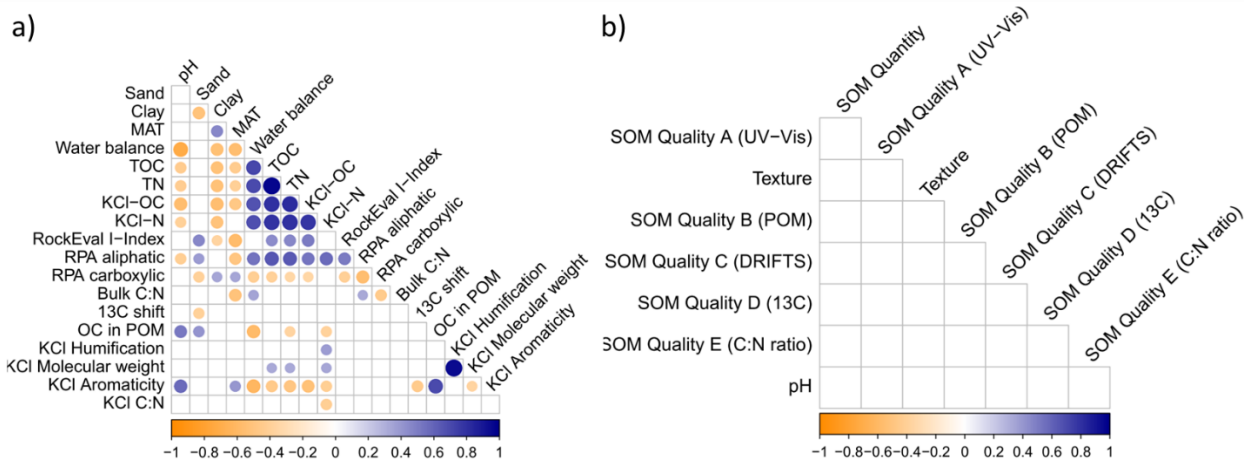 a)
pH
Sand
Clay
MAT
Water balance
TOC
TN
KCl−OC
KCl−N
RockEval I−Index
RPA aliphatic
RPA carboxylic
Bulk C:N
13C shift
OC in POM
KCl Humification
KCl Molecular weight
KCl Aromaticity
Sand
Clay
MAT
Water balance
TOC
TN
KCl−OC
KCl−N
RockEval I−Index
RPA aliphatic
RPA carboxylic
Bulk C:N
13C shift
OC in POM
KCl Humification
KCl Molecular weight
KCl Aromaticity
KCl C:N
−1 −0.8 −0.6 −0.4 −0.2 0 0.2 0.4 0.6 0.8 1
b)
SOM Quantity
SOM Quality A (UV−Vis)
Texture
SOM Quality B (POM)
SOM Quality C (DRIFTS)
SOM Quality D (13C)
SOM Quality E (C:N ratio)
SOM Quality A (UV−Vis)
Texture
SOM Quality B (POM)
SOM Quality C (DRIFTS)
SOM Quality D (13C)
SOM Quality E (C:N ratio)
pH
−1 −0.8 −0.6 −0.4 −0.2 0 0.2 0.4 0.6 0.8 1